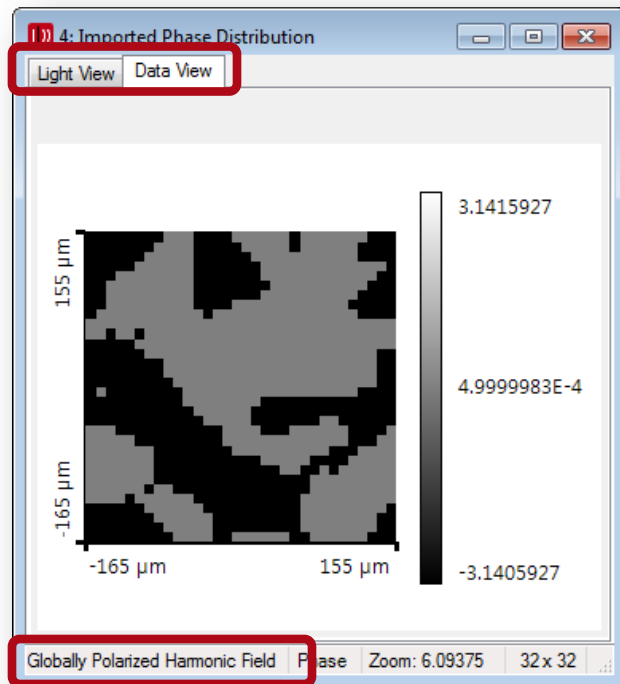 4: Imported Phase Distribution
Light View Data View
3.1415927
155 µm
4.9999983E-4
-165 µm
-3.1405927
-165 µm 155 µm
Globally Polarized Harmonic Field Phase Zoom: 6.09375 32x 32